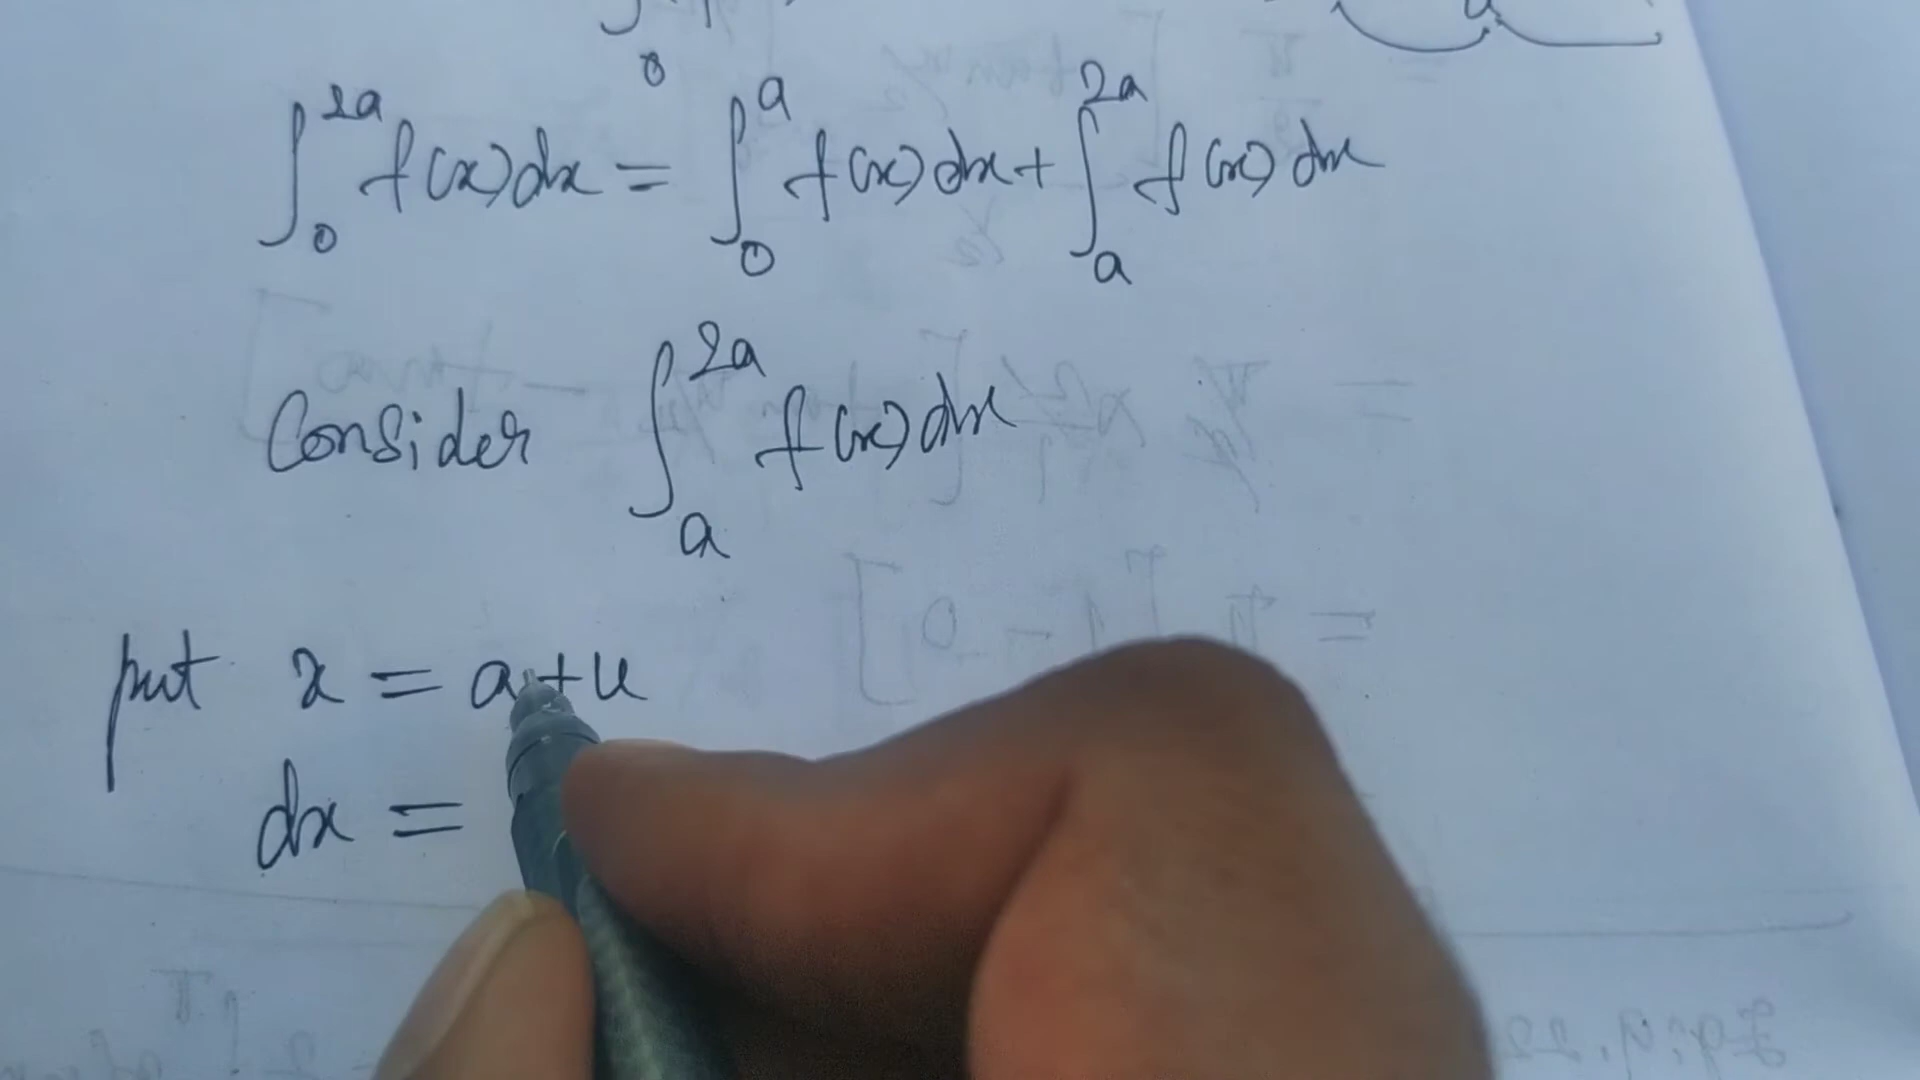 ∫₀^{2a} f(x)dx = ∫₀^{a} f(x)dx + ∫ₐ^{2a} f(x)dx
Consider ∫ₐ^{2a} f(x)dx
put x = a+u
dx =